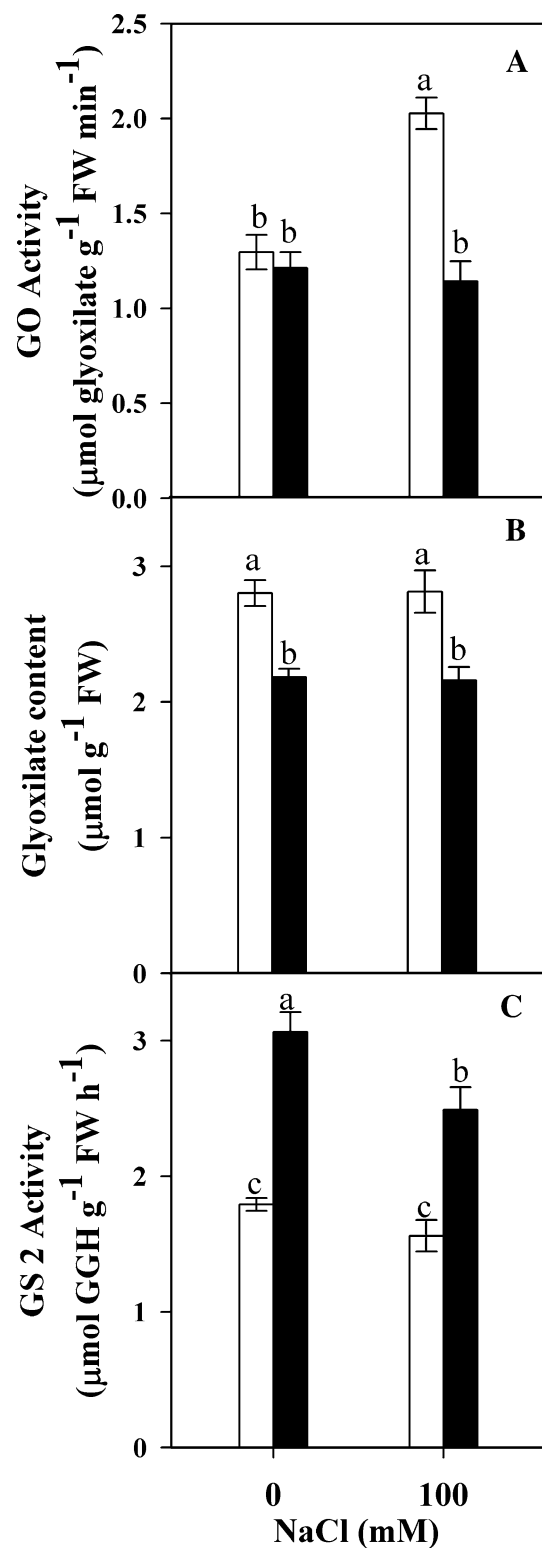 GO Activity
(μmol glyoxilate g-1 FW min-1)
2.5
2.0
1.5
1.0
0.5
0.0
A
b
b
a
b
Glyoxilate content
(μmol g-1 FW)
3
2
1
0
B
a
b
a
b
GS 2 Activity
(μmol GGH g-1 FW h-1)
3
2
1
0
C
c
a
c
b
0
100
NaCl (mM)